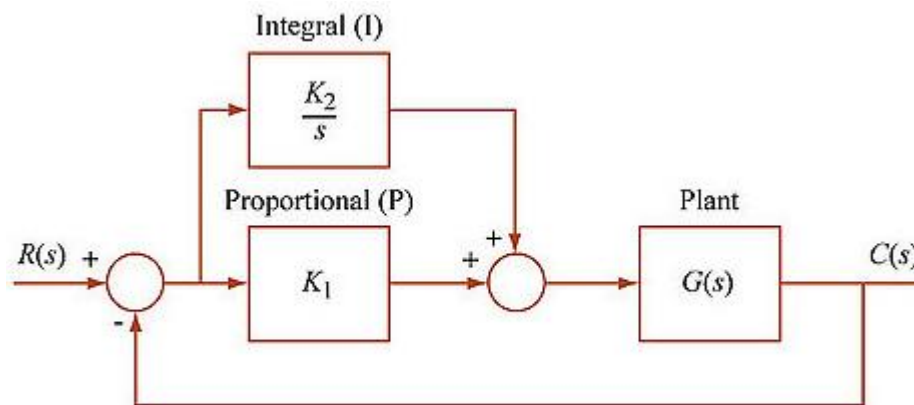 Integral (I)
K₂
s
Proportional (P)
Plant
R(s)
+
+
+
C(s)
K₁
G(s)
-